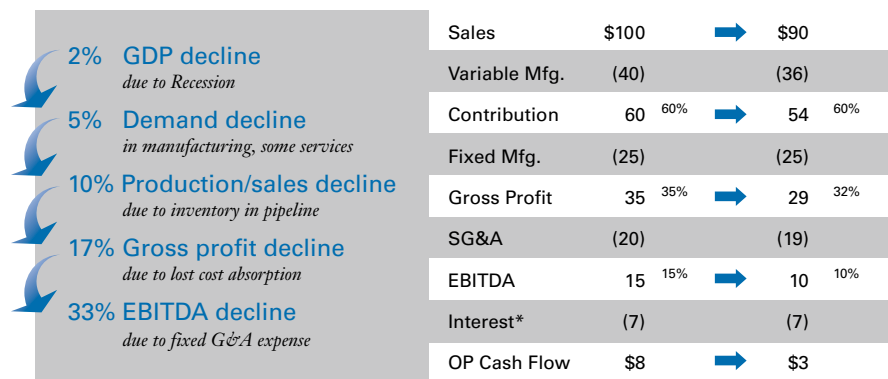 2% GDP decline
due to Recession
5% Demand decline
in manufacturing, some services
10% Production/sales decline
due to inventory in pipeline
17% Gross profit decline
due to lost cost absorption
33% EBITDA decline
due to fixed G&A expense
Sales $100 $90
Variable Mfg. (40) (36)
Contribution 60 60% 54 60%
Fixed Mfg. (25) (25)
Gross Profit 35 35% 29 32%
SG&A (20) (19)
EBITDA 15 15% 10 10%
Interest* (7) (7)
OP Cash Flow $8 $3